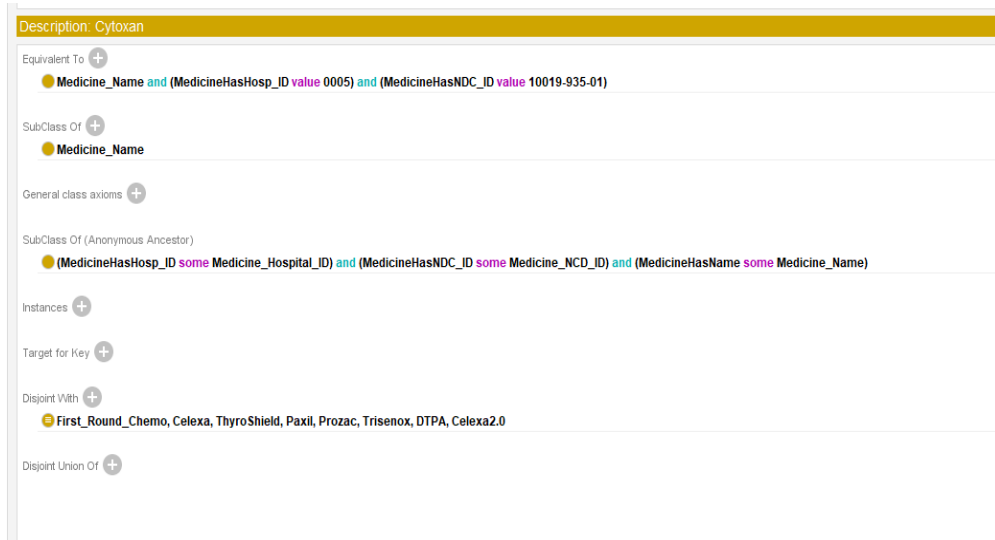 Description: Cytoxan
Equivalent To
Medicine_Name and (MedicineHasHosp_ID value 0005) and (MedicineHasNDC_ID value 10019-935-01)
SubClass Of
Medicine_Name
General class axioms
SubClass Of (Anonymous Ancestor)
(MedicineHasHosp_ID some Medicine_Hospital_ID) and (MedicineHasNDC_ID some Medicine_NCD_ID) and (MedicineHasName some Medicine_Name)
Instances
Target for Key
Disjoint With
First_Round_Chemo, Celexa, ThyroShield, Paxil, Prozac, Trisenox, DTPA, Celexa2.0
Disjoint Union Of